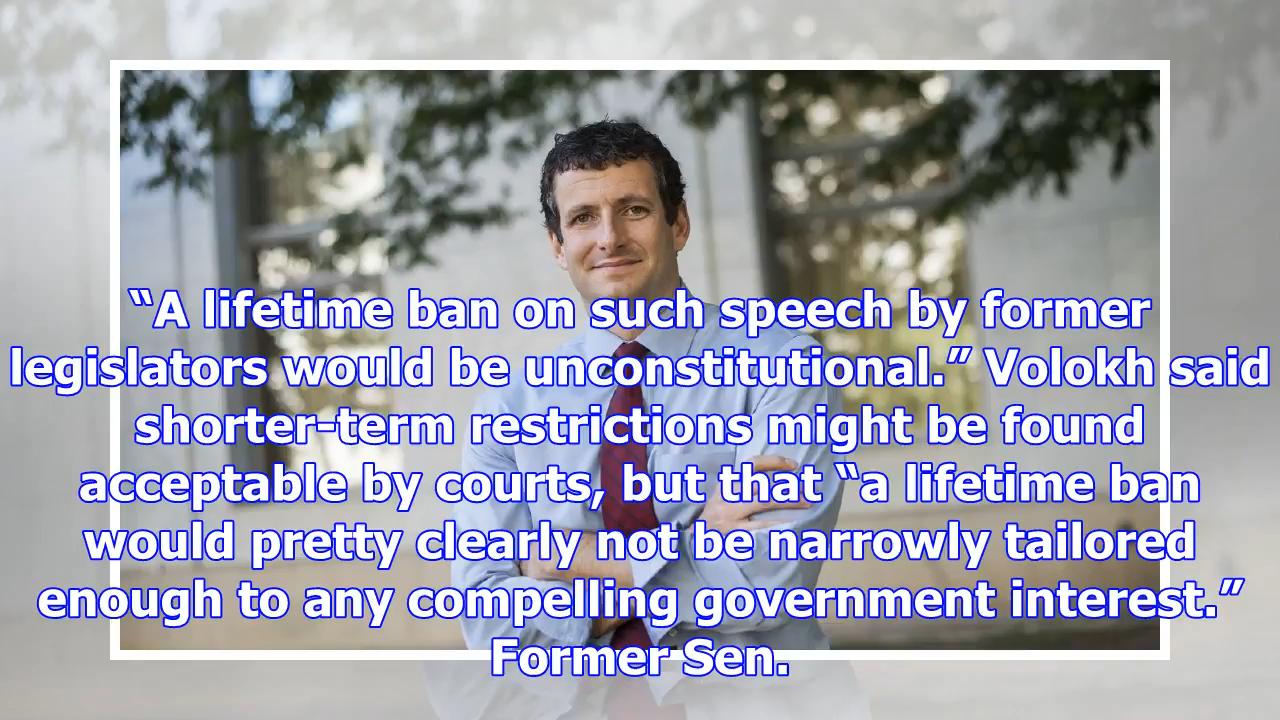 “A lifetime ban on such speech by former
legislators would be unconstitutional.” Volokh said
shorter-term restrictions might be found
acceptable by courts, but that “a lifetime ban
would pretty clearly not be narrowly tailored
enough to any compelling government interest.”
Former Sen.